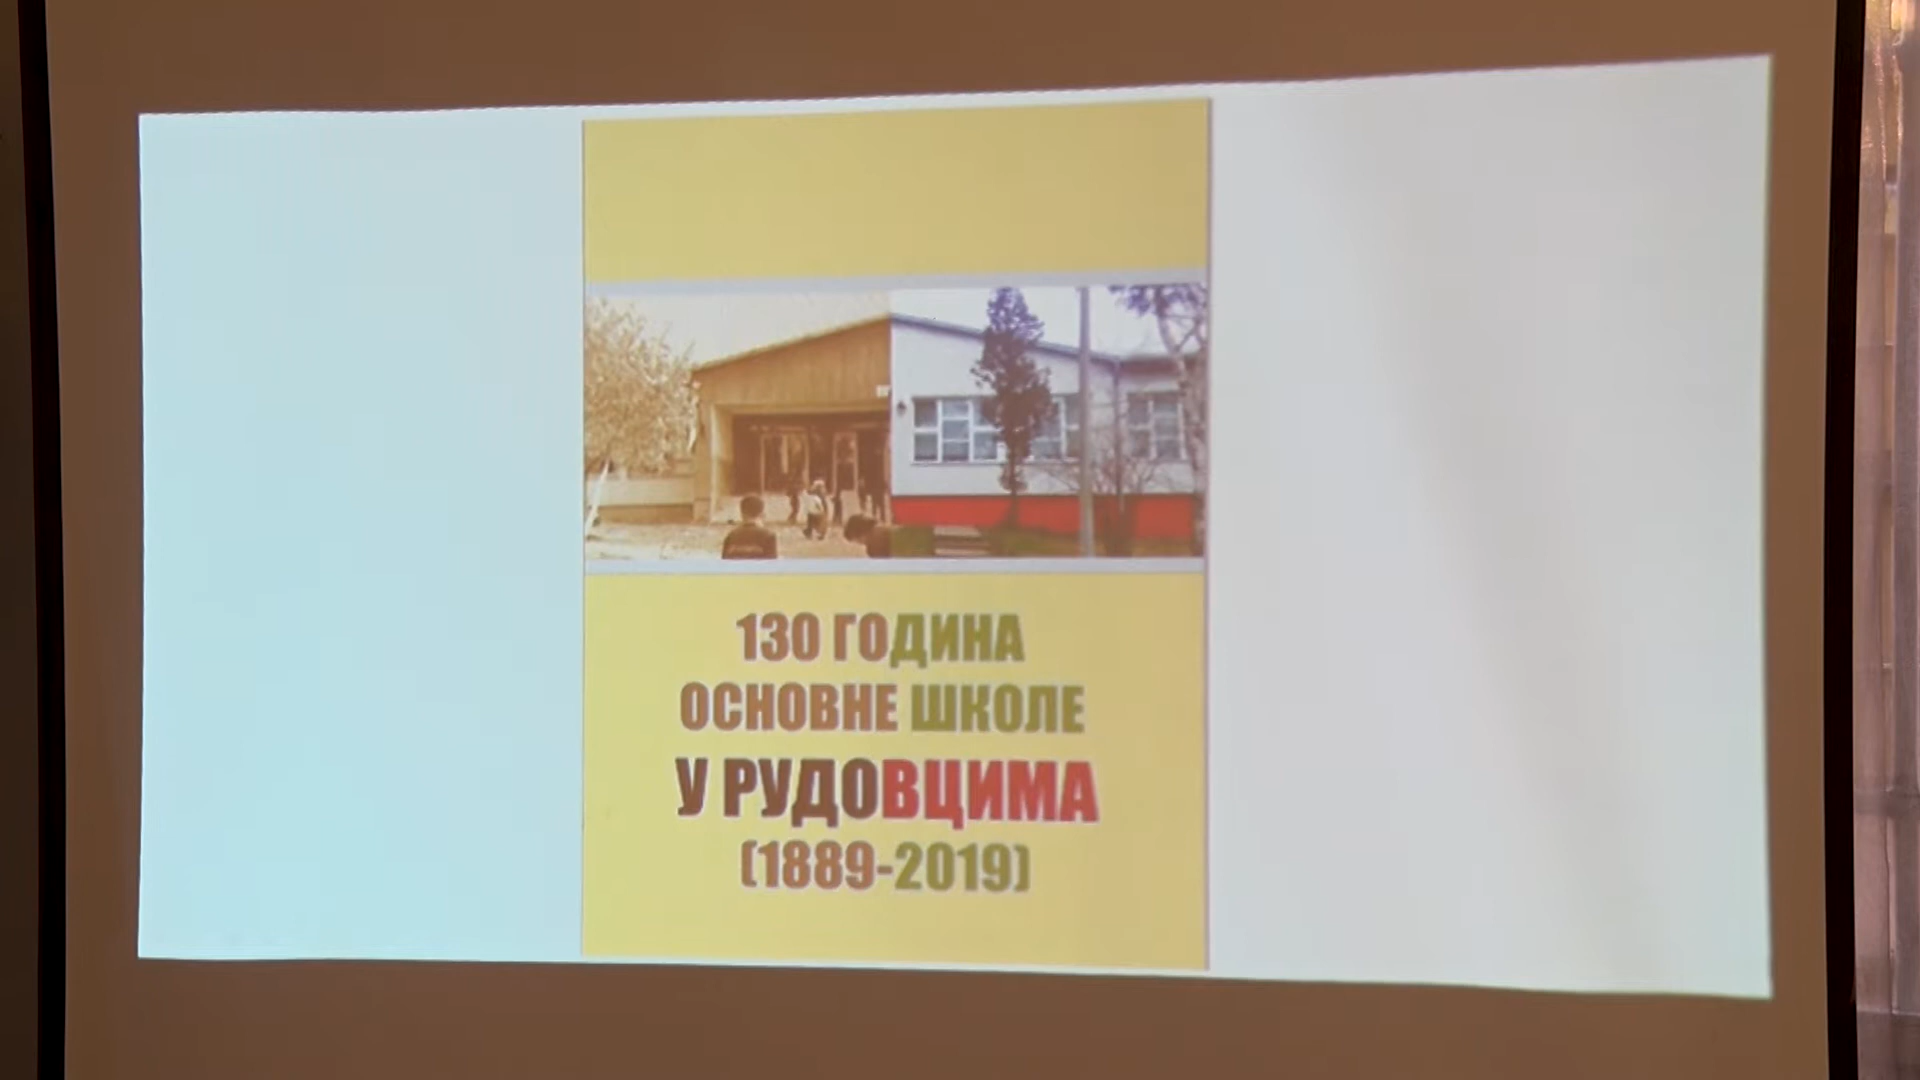 130 ГОДИНА
ОСНОВНЕ ШКОЛЕ
У РУДОВЦИМА
(1889-2019)